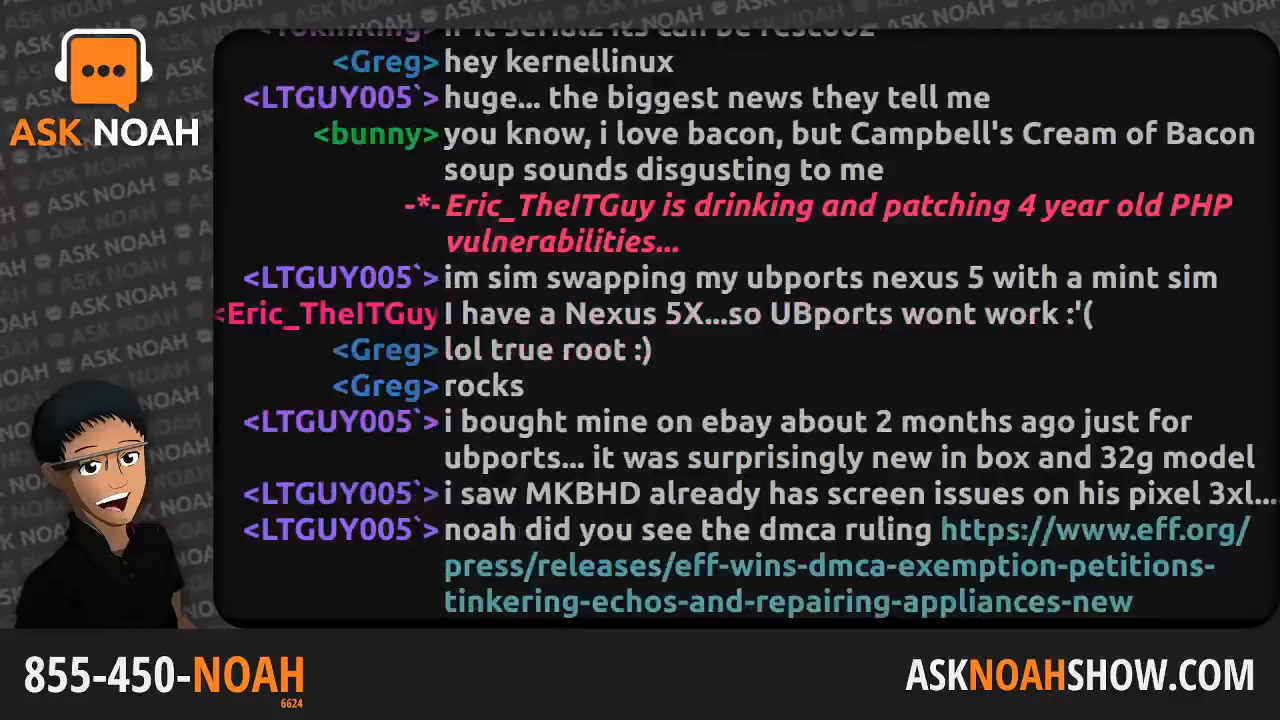 ASK NOAH
<Greg> hey kernellinux
<LTGUY005`> huge... the biggest news they tell me
<bunny> you know, i love bacon, but Campbell's Cream of Bacon
soup sounds disgusting to me
-*- Eric_TheITGuy is drinking and patching 4 year old PHP
vulnerabilities...
<LTGUY005`> im sim swapping my ubports nexus 5 with a mint sim
<Eric_TheITGuy I have a Nexus 5X...so UBports wont work :'(
<Greg> lol true root :)
<Greg> rocks
<LTGUY005`> i bought mine on ebay about 2 months ago just for
ubports... it was surprisingly new in box and 32g model
<LTGUY005`> i saw MKBHD already has screen issues on his pixel 3xl...
<LTGUY005`> noah did you see the dmca ruling https://www.eff.org/
press/releases/eff-wins-dmca-exemption-petitions-
tinkering-echos-and-repairing-appliances-new
855-450-NOAH
6624
ASKNOAHSHOW.COM